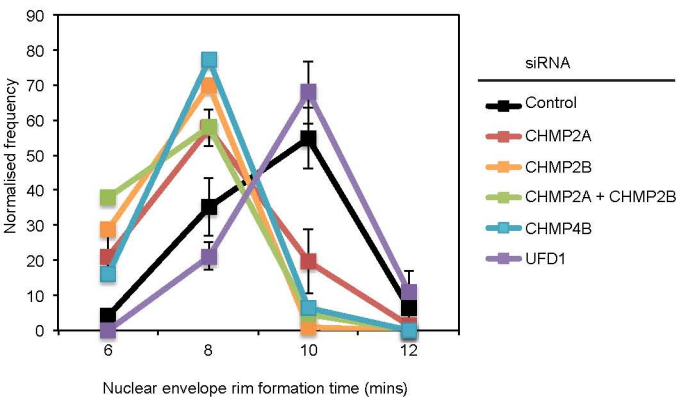 90
80
70
60
50
40
30
20
10
0
Normalised frequency
6 8 10 12
Nuclear envelope rim formation time (mins)
siRNA
Control
CHMP2A
CHMP2B
CHMP2A + CHMP2B
CHMP4B
UFD1